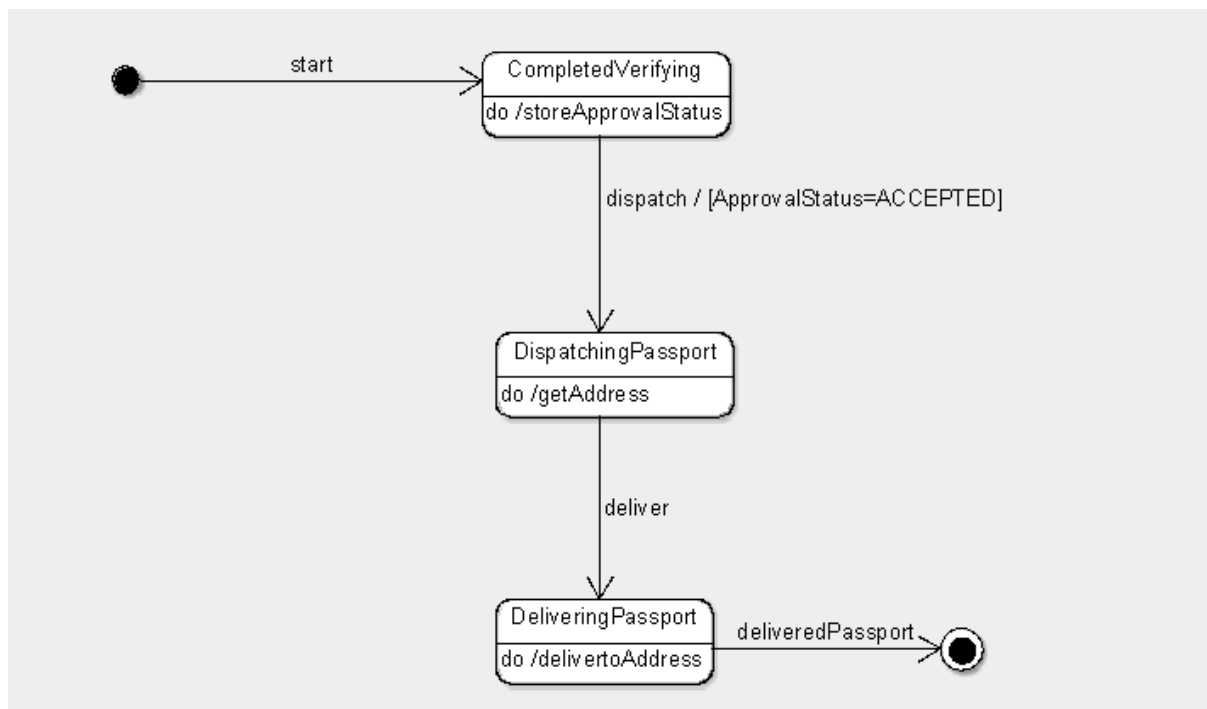 start
CompletedVerifying
do /storeApprovalStatus
dispatch / [ApprovalStatus=ACCEPTED]
DispatchingPassport
do /getAddress
deliver
DeliveringPassport
do /delivertoAddress
deliveredPassport